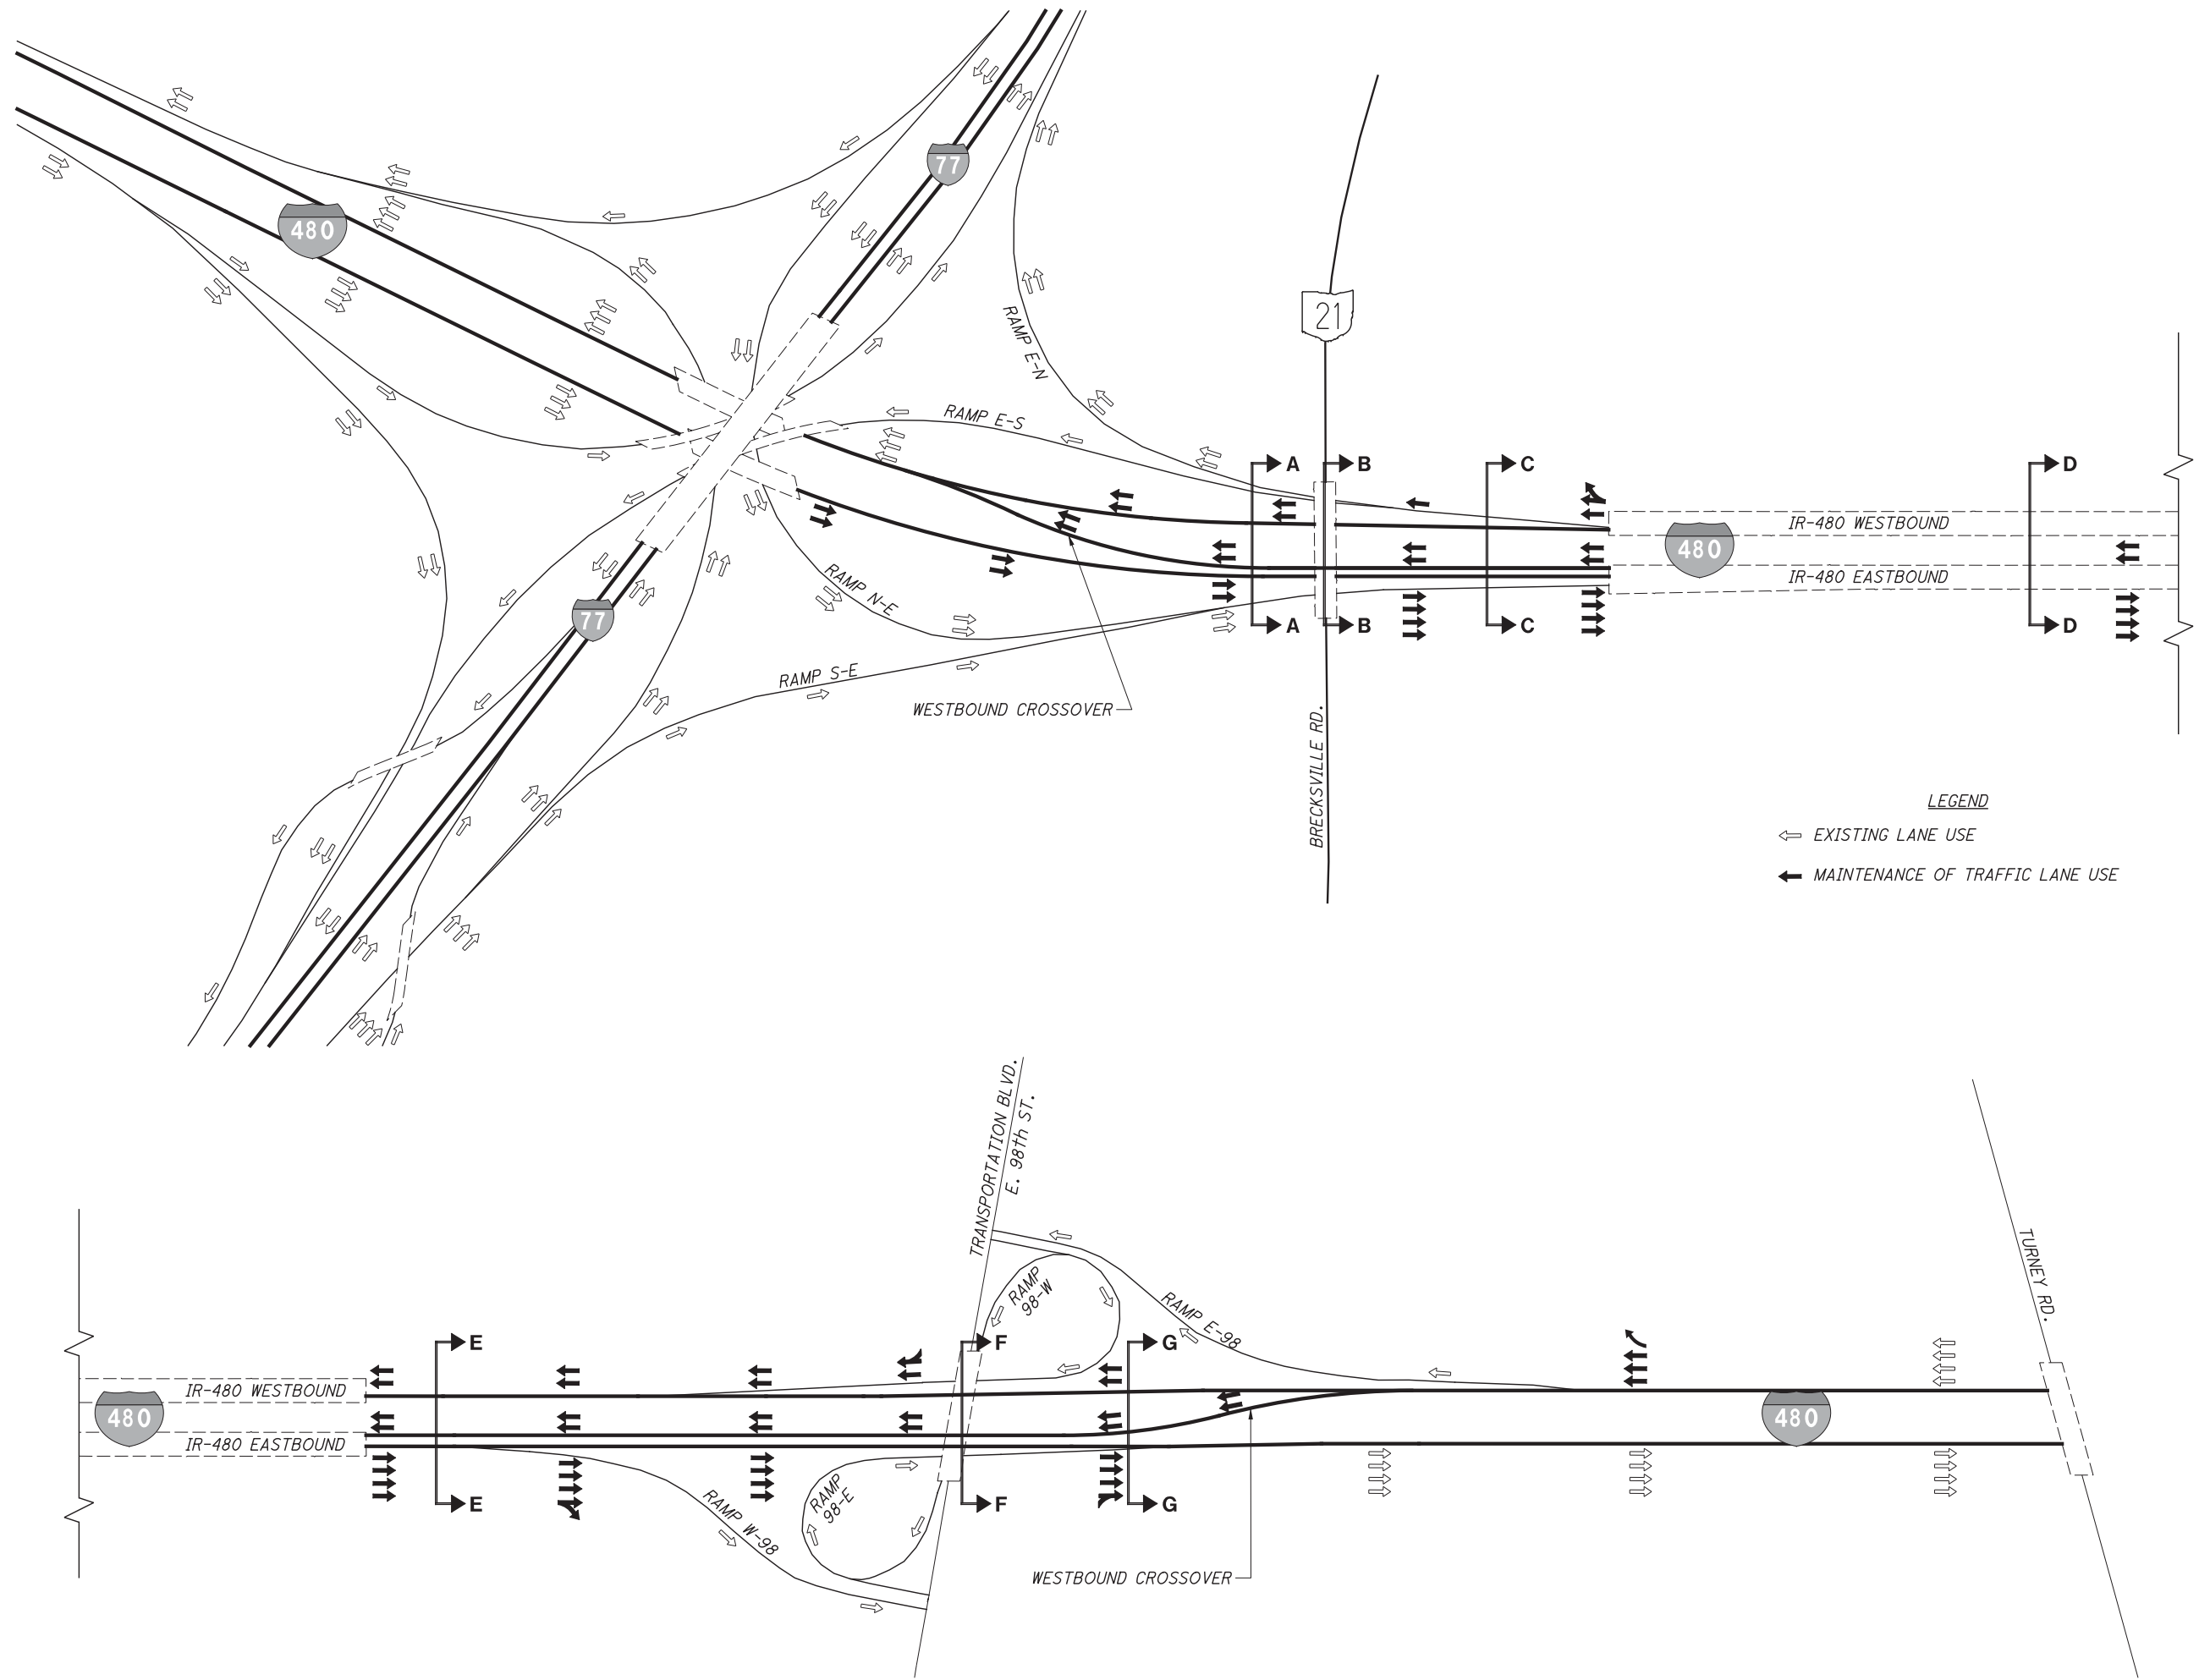 77
480
21
RAMP E-N
RAMP E-S
A
B
C
D
IR-480 WESTBOUND
480
IR-480 EASTBOUND
RAMP N-E
77
A
B
C
D
RAMP S-E
WESTBOUND CROSSOVER
BRECKSVILLE RD.
LEGEND
EXISTING LANE USE
MAINTENANCE OF TRAFFIC LANE USE
TRANSPORTATION BLVD.
E. 98th ST.
TURNEY RD.
RAMP
98-W
RAMP E-98
E
F
G
IR-480 WESTBOUND
480
480
IR-480 EASTBOUND
RAMP
98-E
E
F
G
RAMP W-98
WESTBOUND CROSSOVER